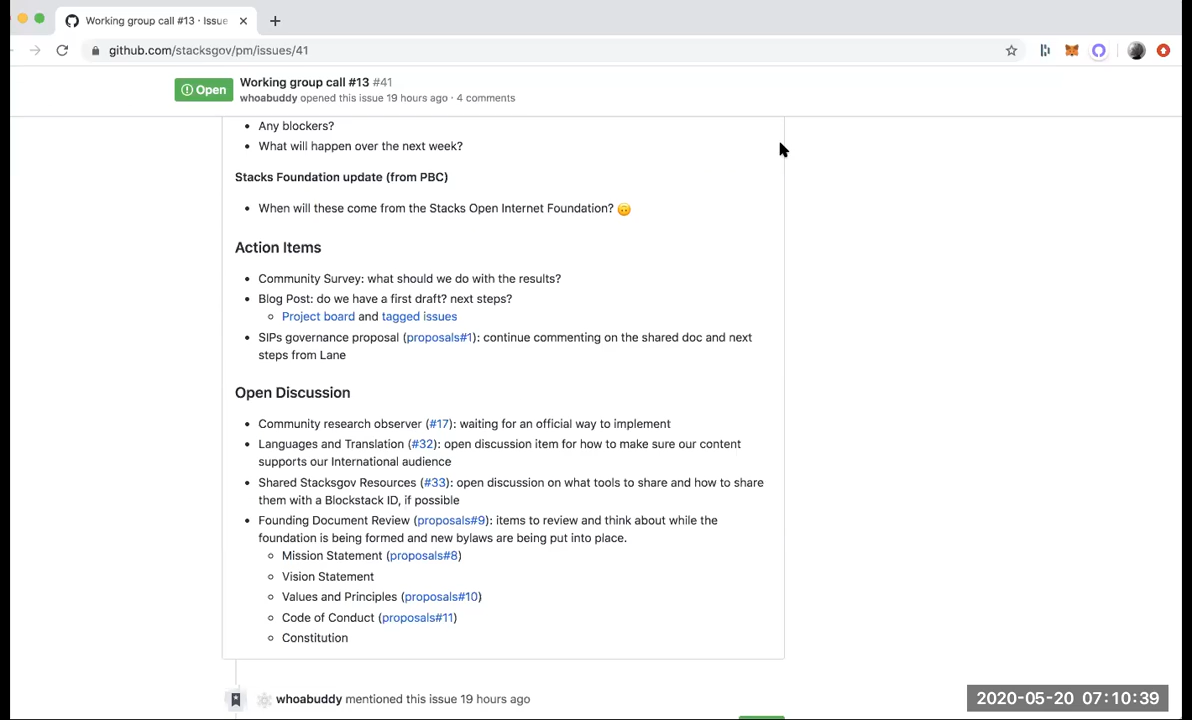 Working group call #13 · Issue
github.com/stacksgov/pm/issues/41
Open
Working group call #13 #41
whoabuddy opened this issue 19 hours ago · 4 comments
Any blockers?
What will happen over the next week?
Stacks Foundation update (from PBC)
When will these come from the Stacks Open Internet Foundation? 🙃
Action Items
Community Survey: what should we do with the results?
Blog Post: do we have a first draft? next steps?
Project board and tagged issues
SIPs governance proposal (proposals#1): continue commenting on the shared doc and next
steps from Lane
Open Discussion
Community research observer (#17): waiting for an official way to implement
Languages and Translation (#32): open discussion item for how to make sure our content
supports our International audience
Shared Stacksgov Resources (#33): open discussion on what tools to share and how to share
them with a Blockstack ID, if possible
Founding Document Review (proposals#9): items to review and think about while the
foundation is being formed and new bylaws are being put into place.
Mission Statement (proposals#8)
Vision Statement
Values and Principles (proposals#10)
Code of Conduct (proposals#11)
Constitution
whoabuddy mentioned this issue 19 hours ago
2020-05-20 07:10:39